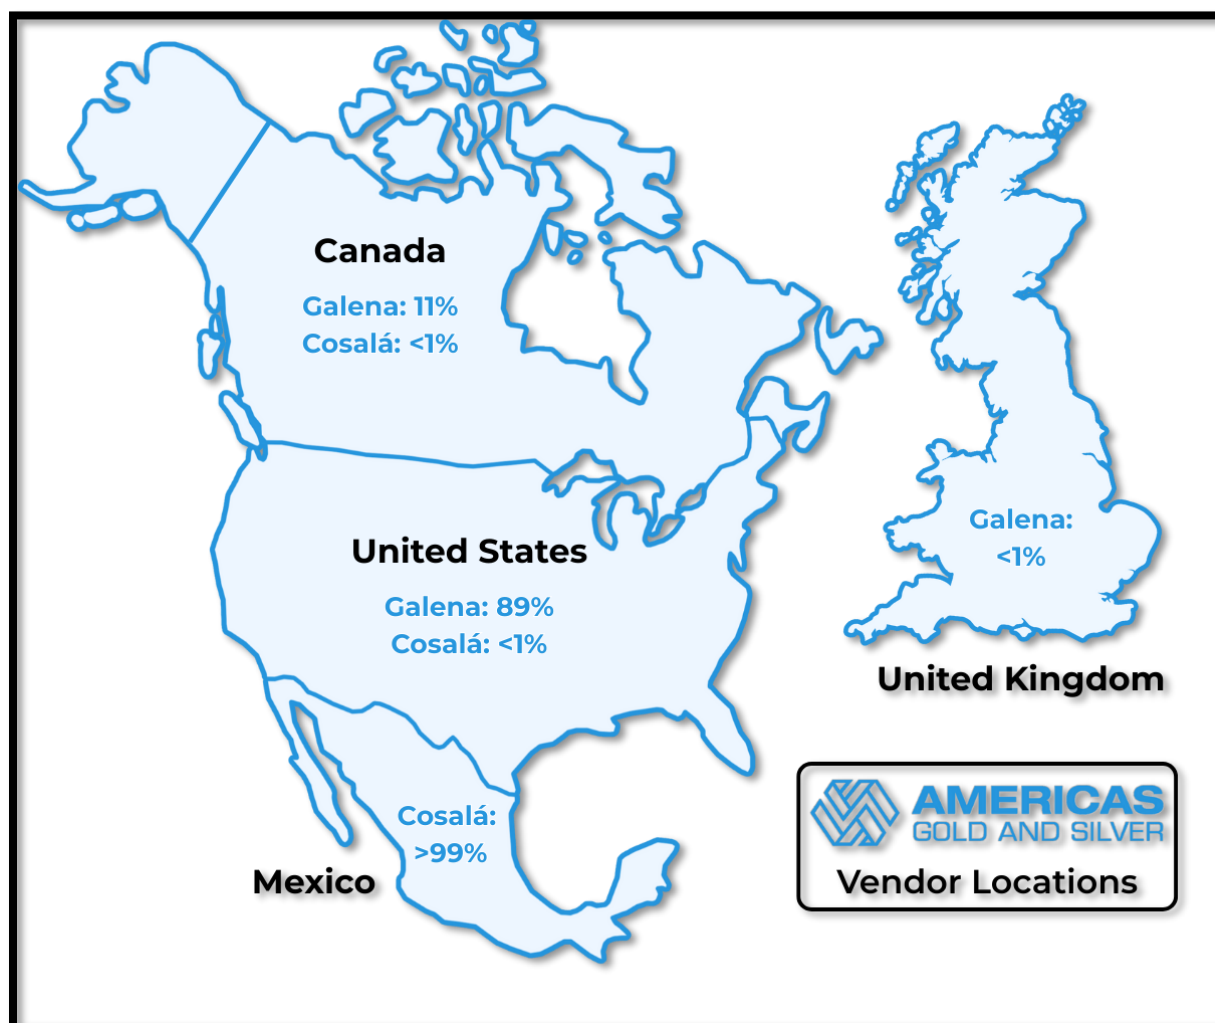 Canada
Galena: 11%
Cosalá: <1%
United States
Galena: 89%
Cosalá: <1%
Cosalá:
>99%
Mexico
Galena:
<1%
United Kingdom
AMERICAS
GOLD AND SILVER
Vendor Locations